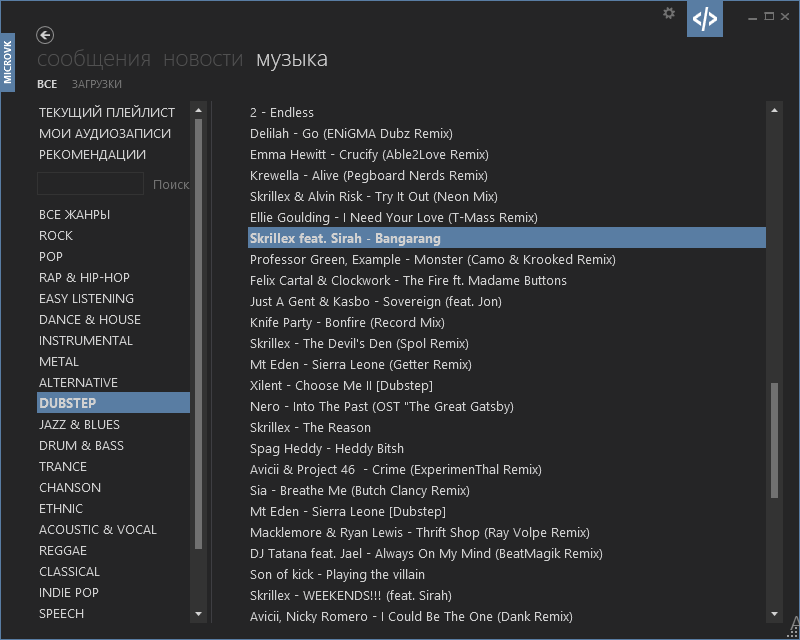 </>
MICROVK
сообщения новости музыка
ВСЕ ЗАГРУЗКИ
ТЕКУЩИЙ ПЛЕЙЛИСТ
МОИ АУДИОЗАПИСИ
РЕКОМЕНДАЦИИ
Поиск
ВСЕ ЖАНРЫ
ROCK
POP
RAP & HIP-HOP
EASY LISTENING
DANCE & HOUSE
INSTRUMENTAL
METAL
ALTERNATIVE
DUBSTEP
JAZZ & BLUES
DRUM & BASS
TRANCE
CHANSON
ETHNIC
ACOUSTIC & VOCAL
REGGAE
CLASSICAL
INDIE POP
SPEECH
2 - Endless
Delilah - Go (ENiGMA Dubz Remix)
Emma Hewitt - Crucify (Able2Love Remix)
Krewella - Alive (Pegboard Nerds Remix)
Skrillex & Alvin Risk - Try It Out (Neon Mix)
Ellie Goulding - I Need Your Love (T-Mass Remix)
Skrillex feat. Sirah - Bangarang
Professor Green, Example - Monster (Camo & Krooked Remix)
Felix Cartal & Clockwork - The Fire ft. Madame Buttons
Just A Gent & Kasbo - Sovereign (feat. Jon)
Knife Party - Bonfire (Record Mix)
Skrillex - The Devil's Den (Spol Remix)
Mt Eden - Sierra Leone (Getter Remix)
Xilent - Choose Me II [Dubstep]
Nero - Into The Past (OST "The Great Gatsby)
Skrillex - The Reason
Spag Heddy - Heddy Bitsh
Avicii & Project 46 - Crime (ExperimenThal Remix)
Sia - Breathe Me (Butch Clancy Remix)
Mt Eden - Sierra Leone [Dubstep]
Macklemore & Ryan Lewis - Thrift Shop (Ray Volpe Remix)
DJ Tatana feat. Jael - Always On My Mind (BeatMagik Remix)
Son of kick - Playing the villain
Skrillex - WEEKENDS!!! (feat. Sirah)
Avicii, Nicky Romero - I Could Be The One (Dank Remix)